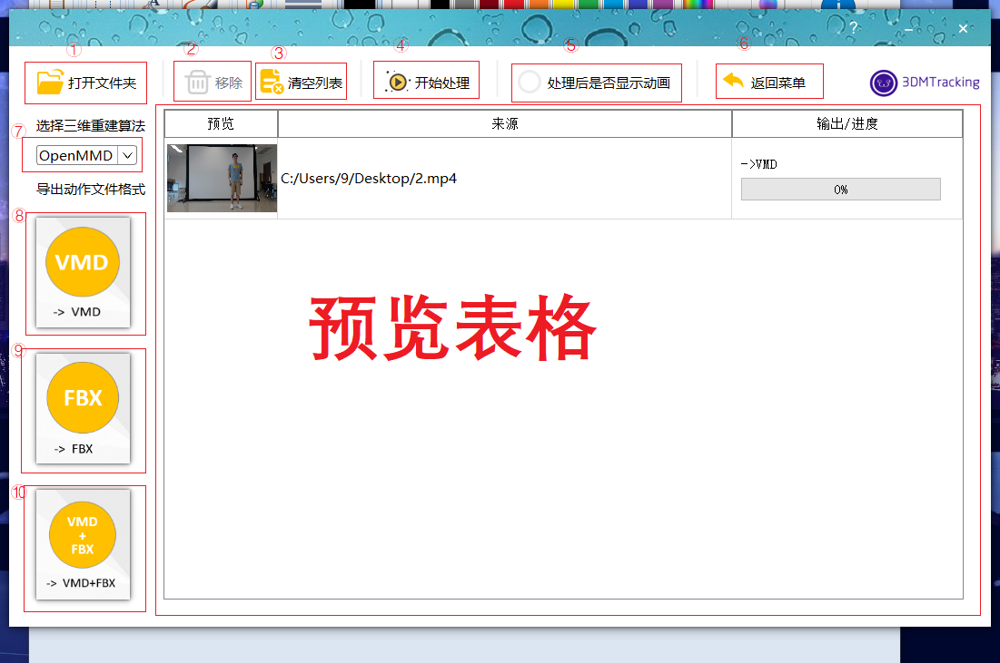 ?
① ② ③ ④ ⑤ ⑥
打开文件夹 移除 清空列表 开始处理 处理后是否显示动画 返回菜单 3DMTracking
选择三维重建算法
⑦
OpenMMD
导出动作文件格式
⑧
VMD
-> VMD
⑨
FBX
-> FBX
⑩
VMD
+
FBX
-> VMD+FBX
预览 来源 输出/进度
C:/Users/9/Desktop/2.mp4
->VMD
0%
预览表格